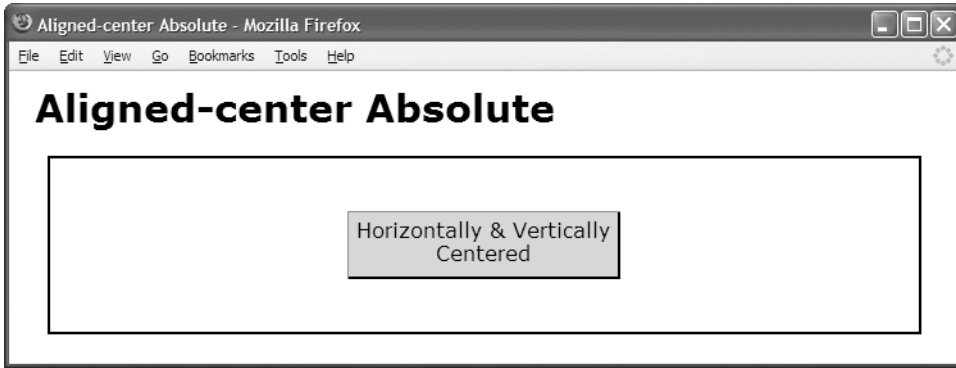 Aligned-center Absolute - Mozilla Firefox
File Edit View Go Bookmarks Tools Help
Aligned-center Absolute
Horizontally & Vertically
Centered